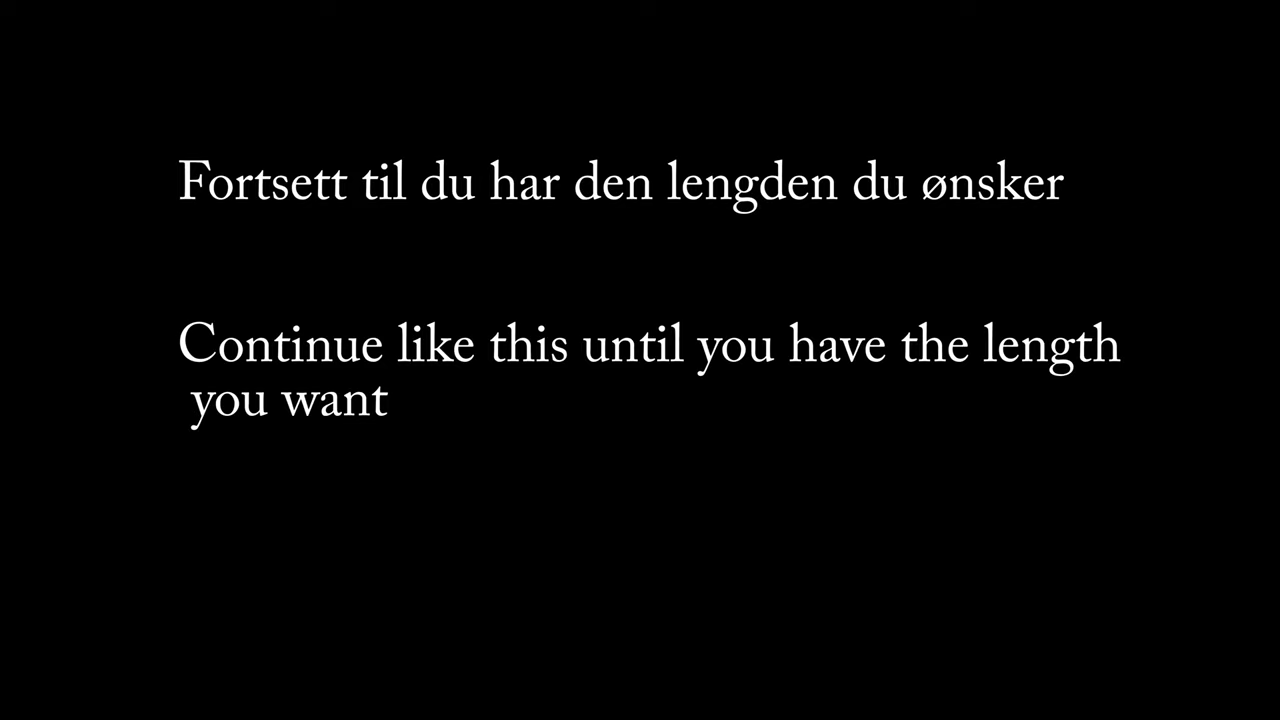 Fortsett til du har den lengden du ønsker
Continue like this until you have the length
you want